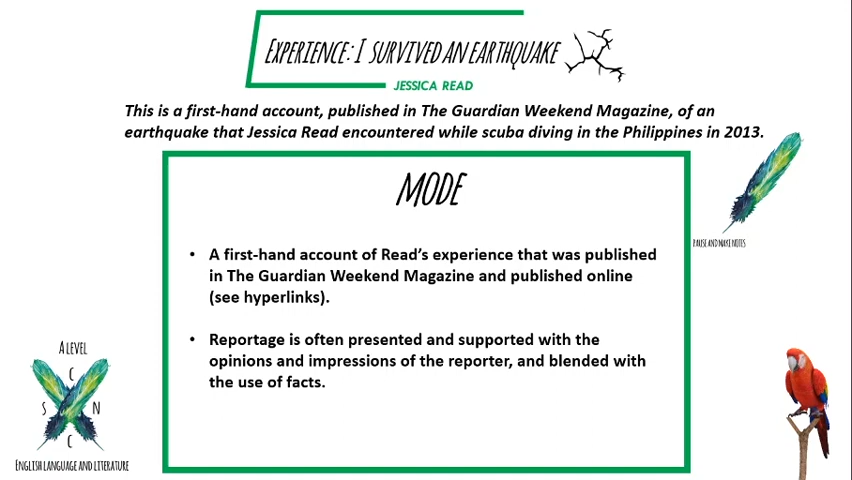 Experience: I survived an earthquake
JESSICA READ
This is a first-hand account, published in The Guardian Weekend Magazine, of an
earthquake that Jessica Read encountered while scuba diving in the Philippines in 2013.
MODE
Pause and make notes
• A first-hand account of Read's experience that was published
in The Guardian Weekend Magazine and published online
(see hyperlinks).
• Reportage is often presented and supported with the
opinions and impressions of the reporter, and blended with
the use of facts.
A Level
C
S N
C
English Language and Literature